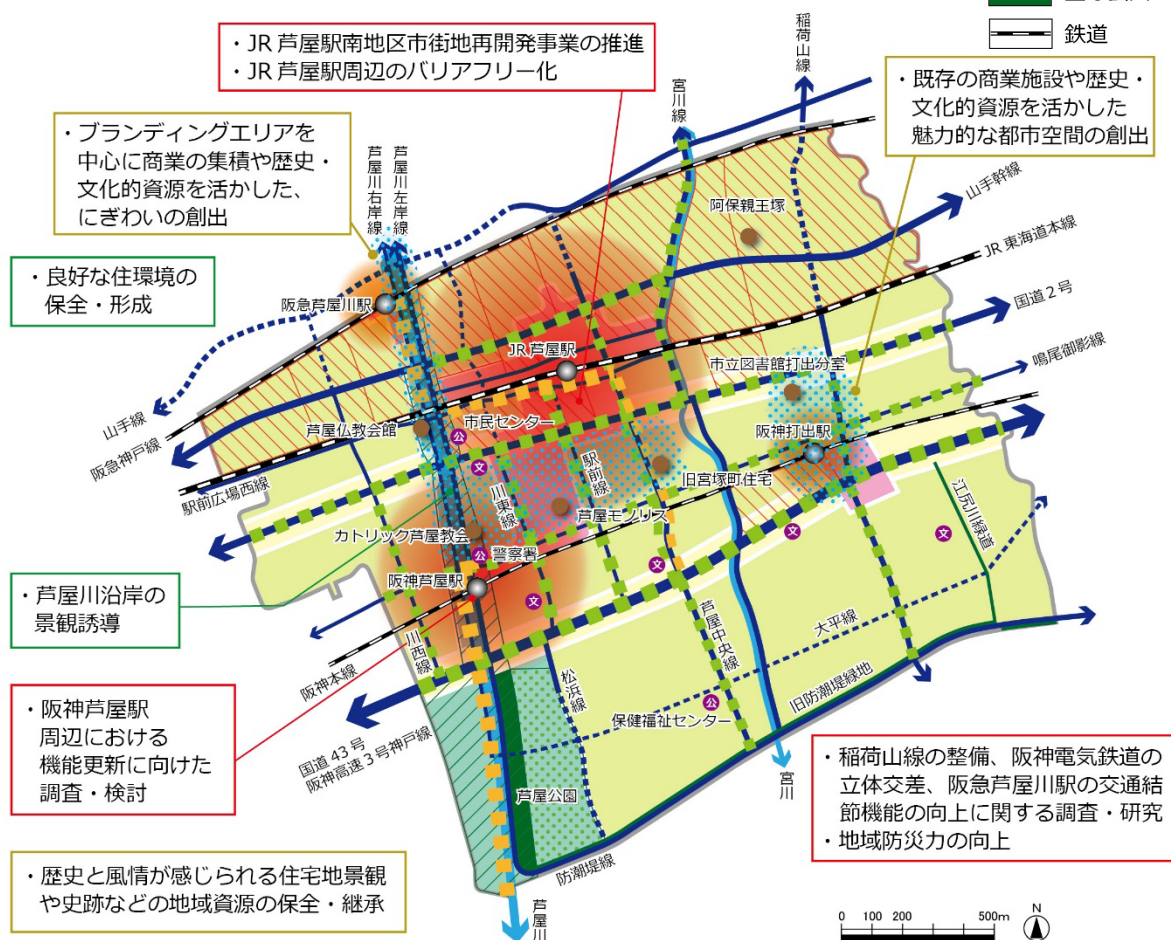 鉄道
・JR 芦屋駅南地区市街地再開発事業の推進
・JR 芦屋駅周辺のバリアフリー化
稲荷山線
宮川線
・既存の商業施設や歴史・
文化的資源を活かした
魅力的な都市空間の創出
・ブランディングエリアを
中心に商業の集積や歴史・
文化的資源を活かした、
にぎわいの創出
芦屋川右岸線
芦屋川左岸線
山手幹線
阿保親王塚
JR 東海道本線
・良好な住環境の
保全・形成
阪急芦屋川駅
国道2号
JR 芦屋駅
鳴尾御影線
市立図書館打出分室
山手線
阪急神戸線
芦屋仏教会館
市民センター
公
文
駅前線
阪神打出駅
駅前広場西線
川東線
旧宮塚町住宅
芦屋モノリス
江尻川緑道
カトリック芦屋教会
公
警察署
文
文
文
文
阪神芦屋駅
・芦屋川沿岸の
景観誘導
川西線
芦屋中央線
大平線
阪神本線
松浜線
旧防潮堤緑地
・阪神芦屋駅
周辺における
機能更新に向けた
調査・検討
公
保健福祉センター
国道 43 号
阪神高速3号神戸線
宮川
芦屋公園
・稲荷山線の整備、阪神電気鉄道の
立体交差、阪急芦屋川駅の交通結
節機能の向上に関する調査・研究
・地域防災力の向上
防潮堤線
・歴史と風情が感じられる住宅地景観
や史跡などの地域資源の保全・継承
芦屋川
0 100 200 500m
N